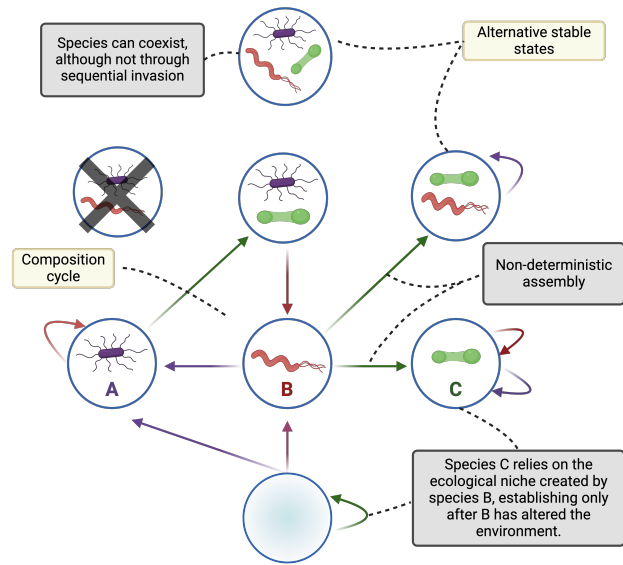 Species can coexist,
although not through
sequential invasion
Alternative stable
states
Composition
cycle
Non-deterministic
assembly
A
B
C
Species C relies on the
ecological niche created by
species B, establishing only
after B has altered the
environment.